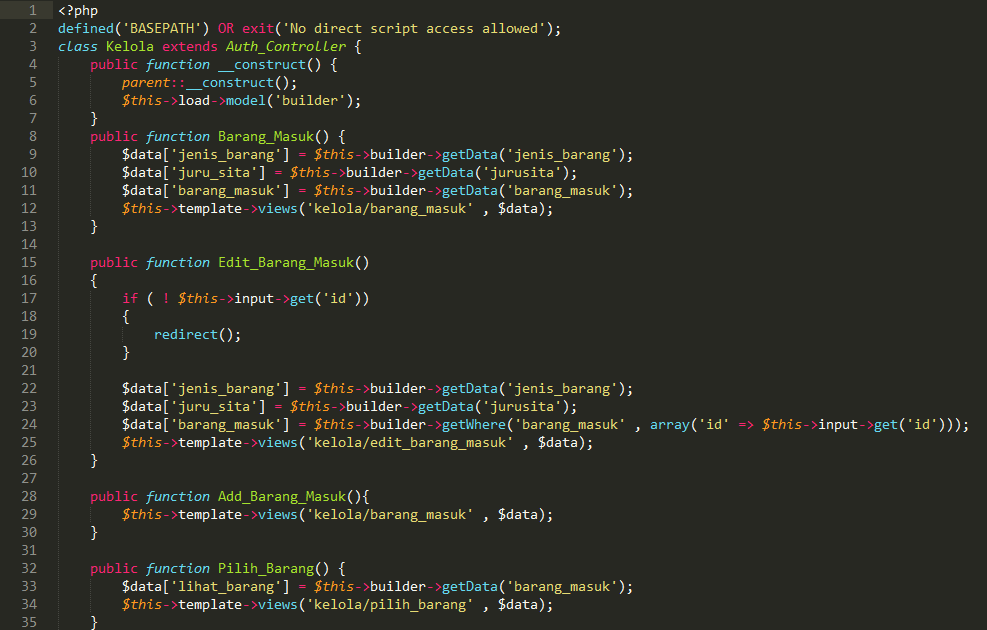 1 <?php
2 defined('BASEPATH') OR exit('No direct script access allowed');
3 class Kelola extends Auth_Controller {
4     public function __construct() {
5         parent::__construct();
6         $this->load->model('builder');
7     }
8     public function Barang_Masuk() {
9         $data['jenis_barang'] = $this->builder->getData('jenis_barang');
10         $data['juru_sita'] = $this->builder->getData('jurusita');
11         $data['barang_masuk'] = $this->builder->getData('barang_masuk');
12         $this->template->views('kelola/barang_masuk' , $data);
13     }
14
15     public function Edit_Barang_Masuk()
16     {
17         if ( ! $this->input->get('id'))
18         {
19             redirect();
20         }
21
22         $data['jenis_barang'] = $this->builder->getData('jenis_barang');
23         $data['juru_sita'] = $this->builder->getData('jurusita');
24         $data['barang_masuk'] = $this->builder->getWhere('barang_masuk' , array('id' => $this->input->get('id')));
25         $this->template->views('kelola/edit_barang_masuk' , $data);
26     }
27
28     public function Add_Barang_Masuk(){
29         $this->template->views('kelola/barang_masuk' , $data);
30     }
31
32     public function Pilih_Barang() {
33         $data['lihat_barang'] = $this->builder->getData('barang_masuk');
34         $this->template->views('kelola/pilih_barang' , $data);
35     }